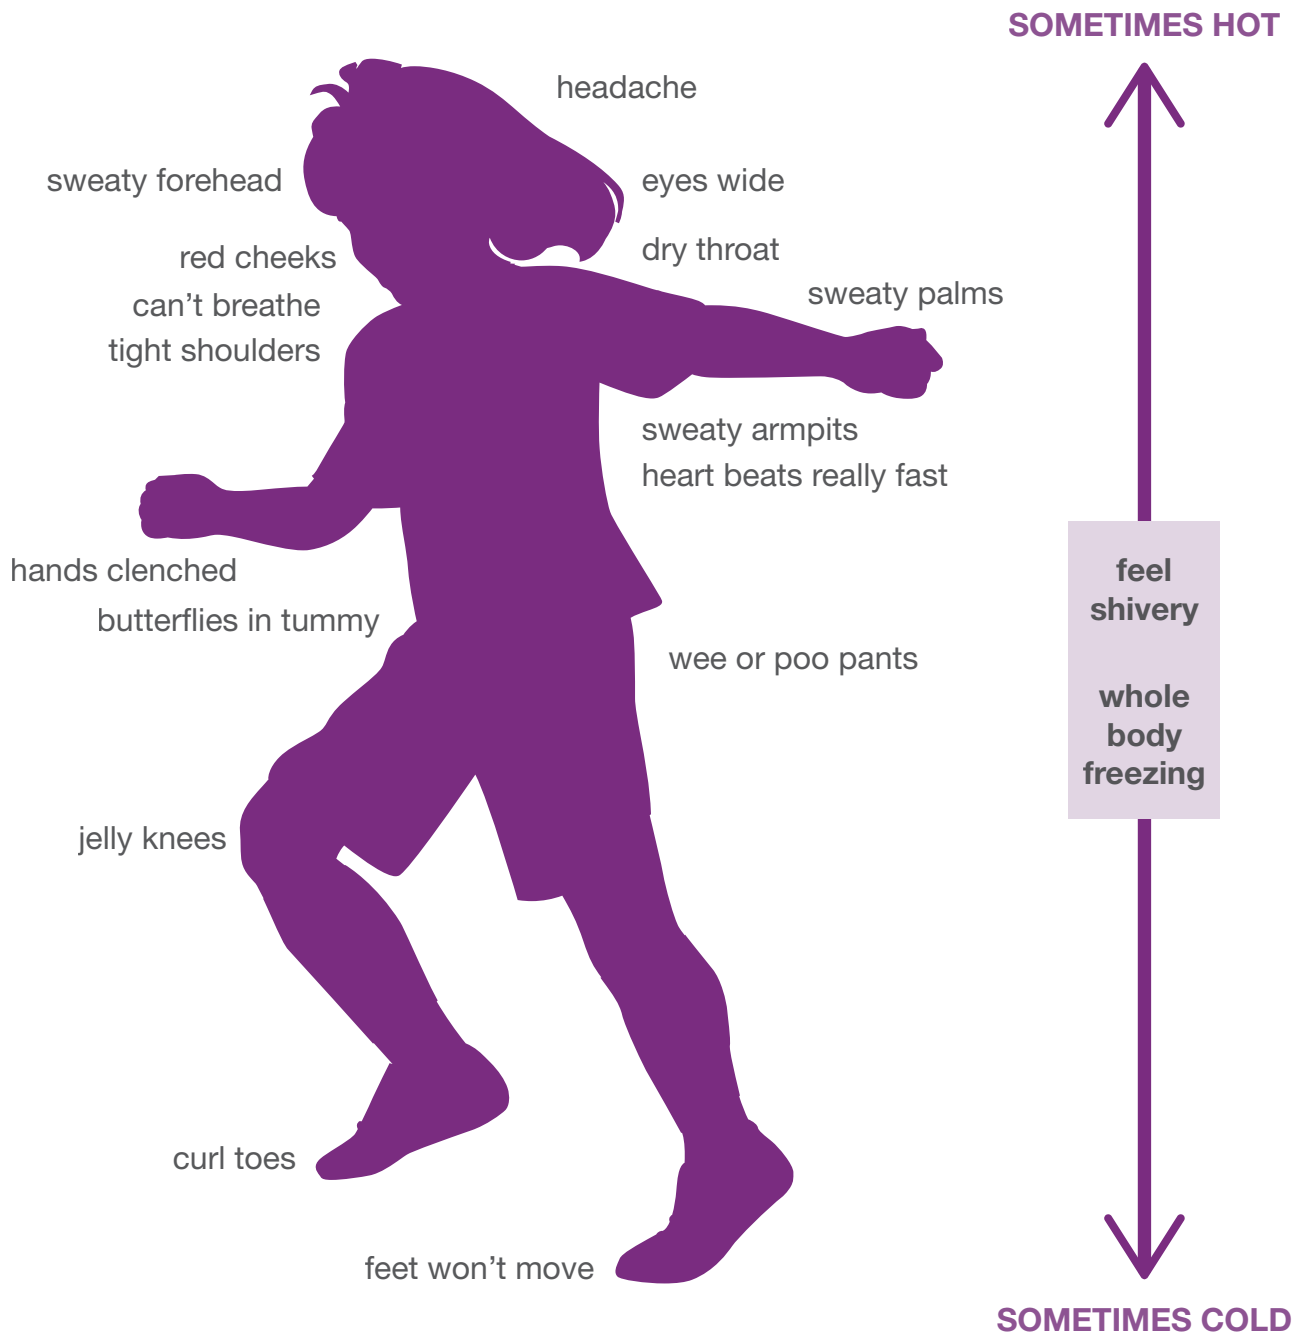 SOMETIMES HOT
headache
sweaty forehead
eyes wide
dry throat
red cheeks
sweaty palms
can’t breathe
tight shoulders
sweaty armpits
heart beats really fast
hands clenched
butterflies in tummy
wee or poo pants
feel
shivery
whole
body
freezing
jelly knees
curl toes
feet won’t move
SOMETIMES COLD